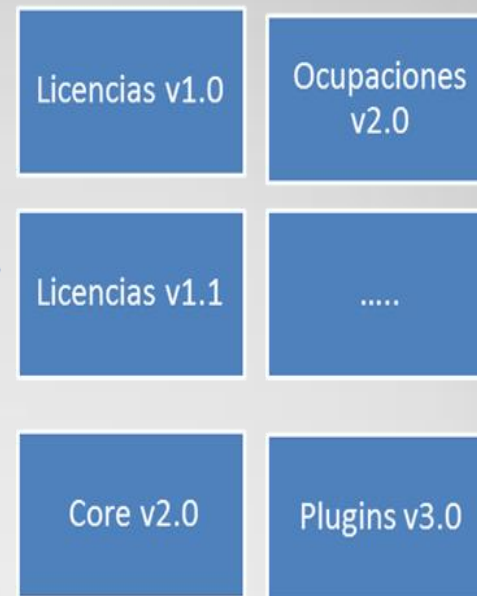 Licencias v1.0
Ocupaciones
v2.0
Licencias v1.1
.....
Core v2.0
Plugins v3.0